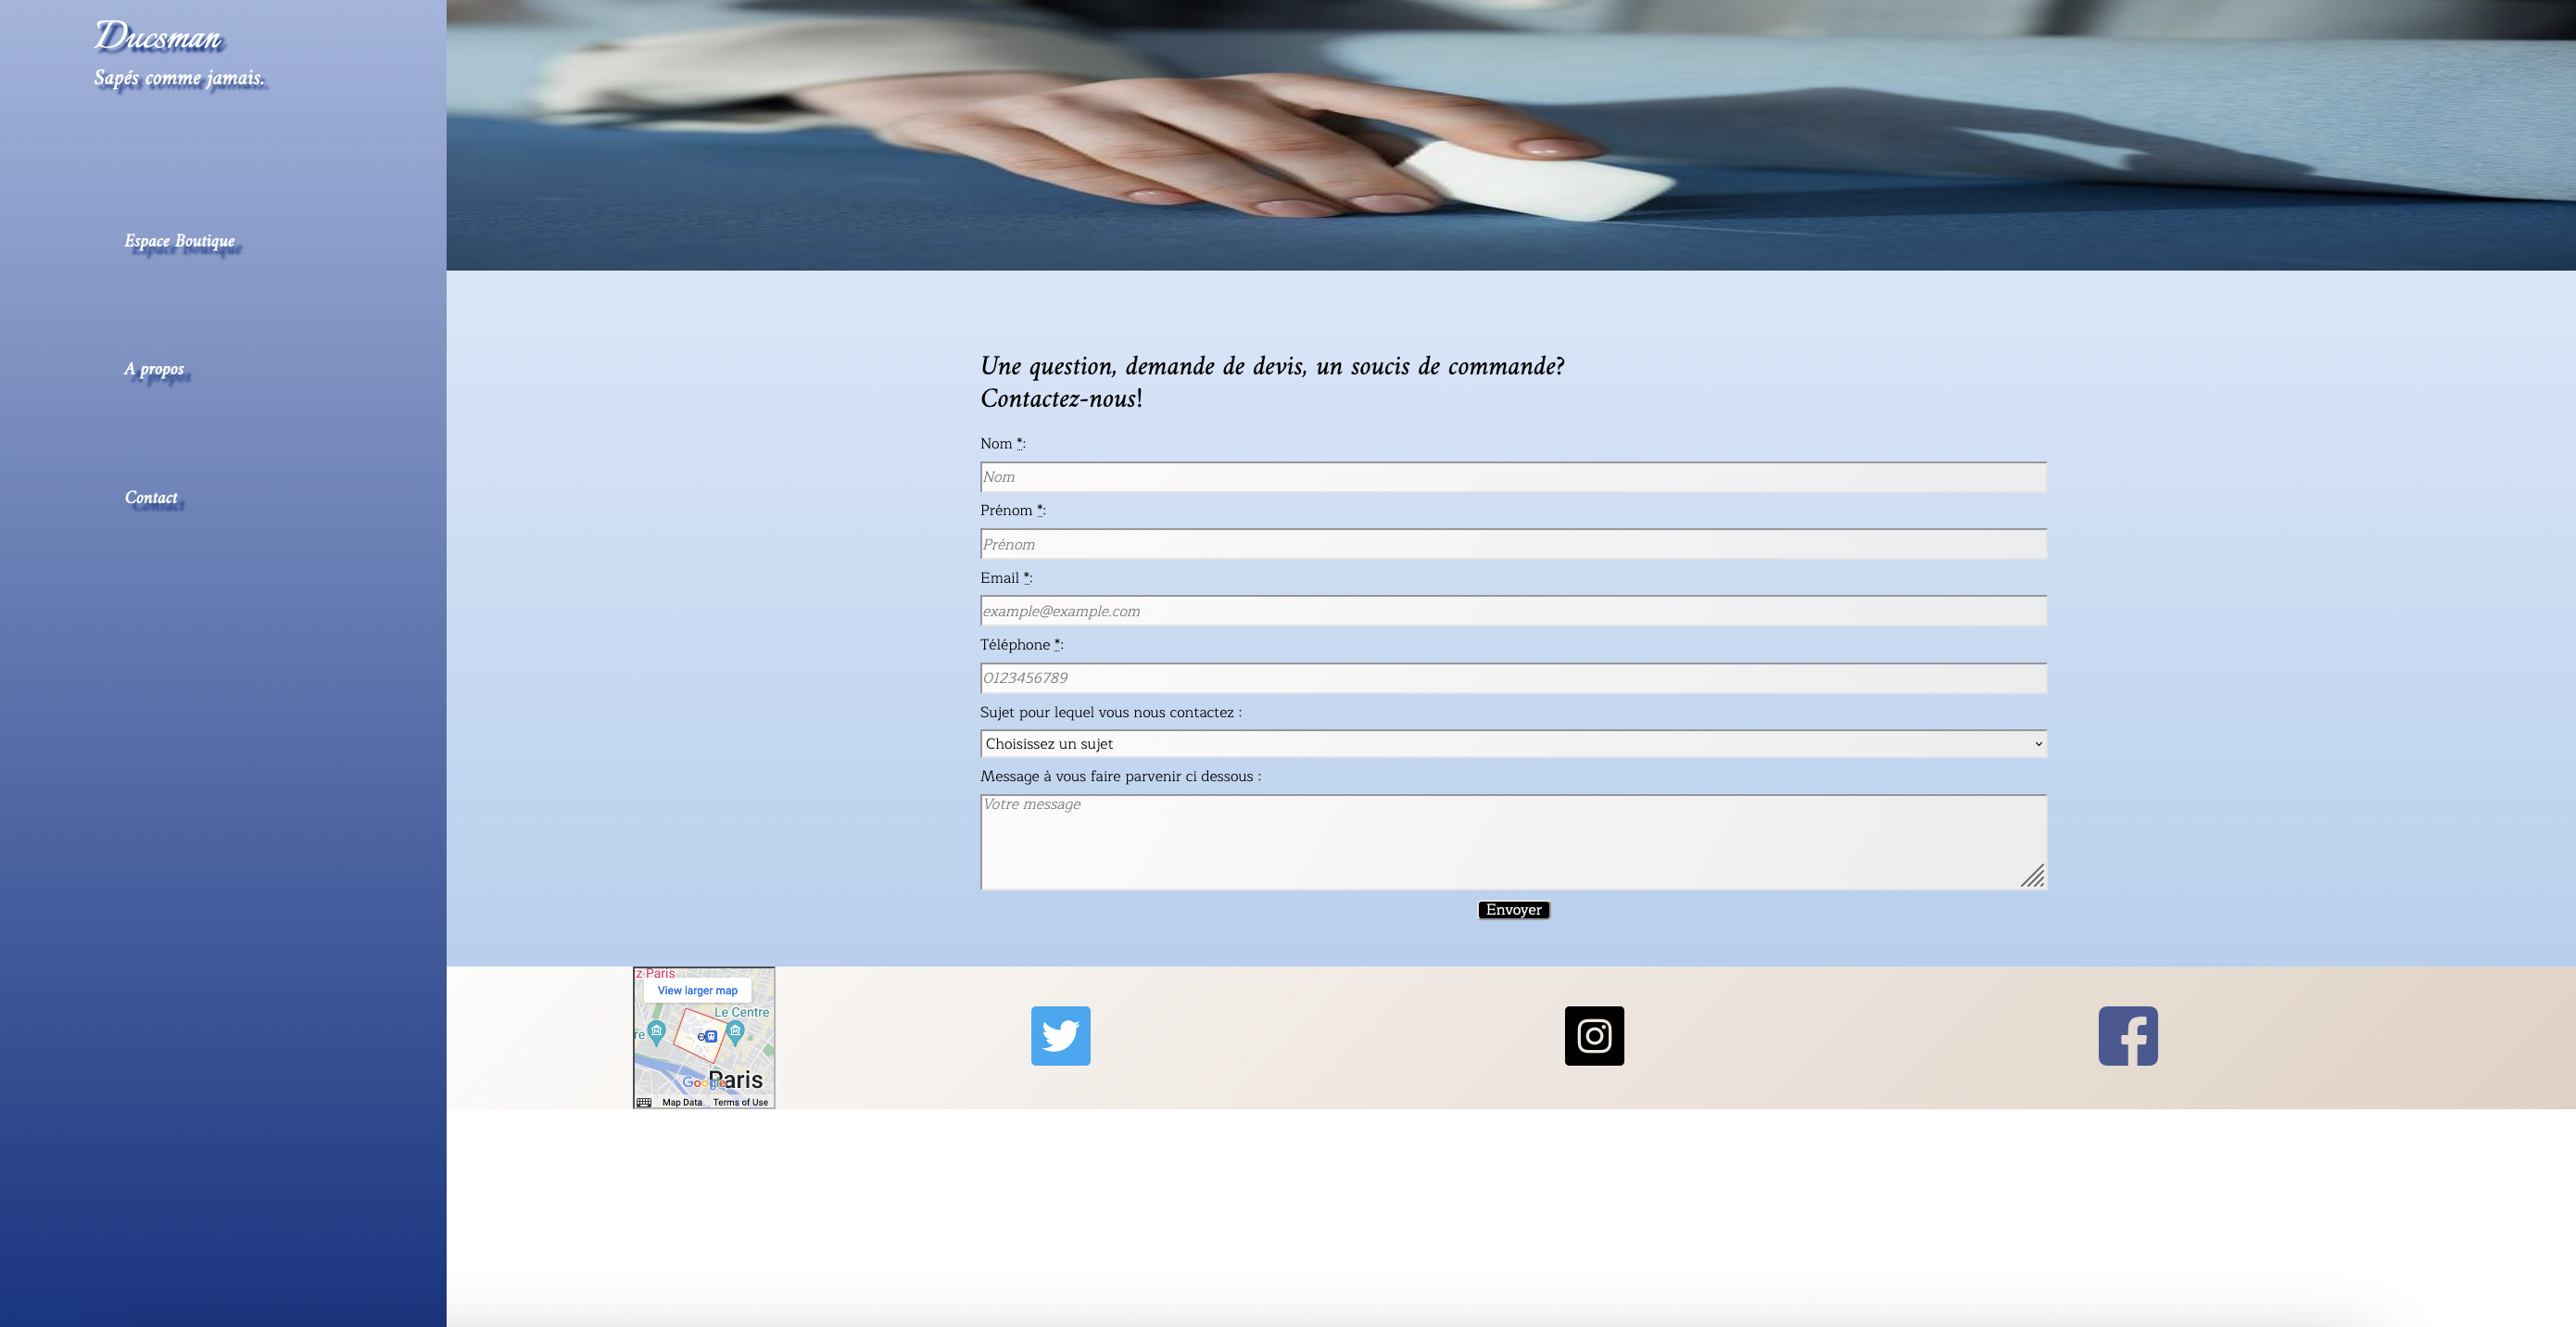 Ducsman
Sapés comme jamais.
Espace Boutique
A propos
Contact
Une question, demande de devis, un soucis de commande?
Contactez-nous!
Nom *:
Nom
Prénom *:
Prénom
Email *:
example@example.com
Téléphone *:
0123456789
Sujet pour lequel vous nous contactez :
Choisissez un sujet
Message à vous faire parvenir ci dessous :
Votre message
Envoyer
z Paris
View larger map
Le Centre
re
Paris
Google
Map Data
Terms of Use